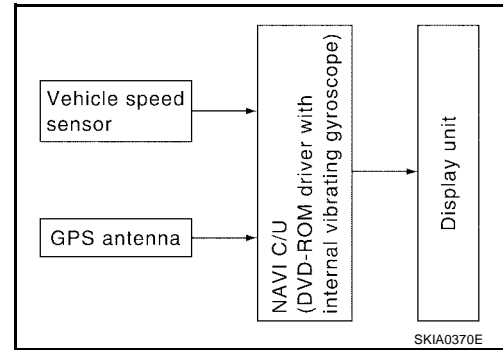 Vehicle speed
sensor
GPS antenna
NAVI C/U
(DVD-ROM driver with
internal vibrating gyroscope)
Display unit
SKIA0370E